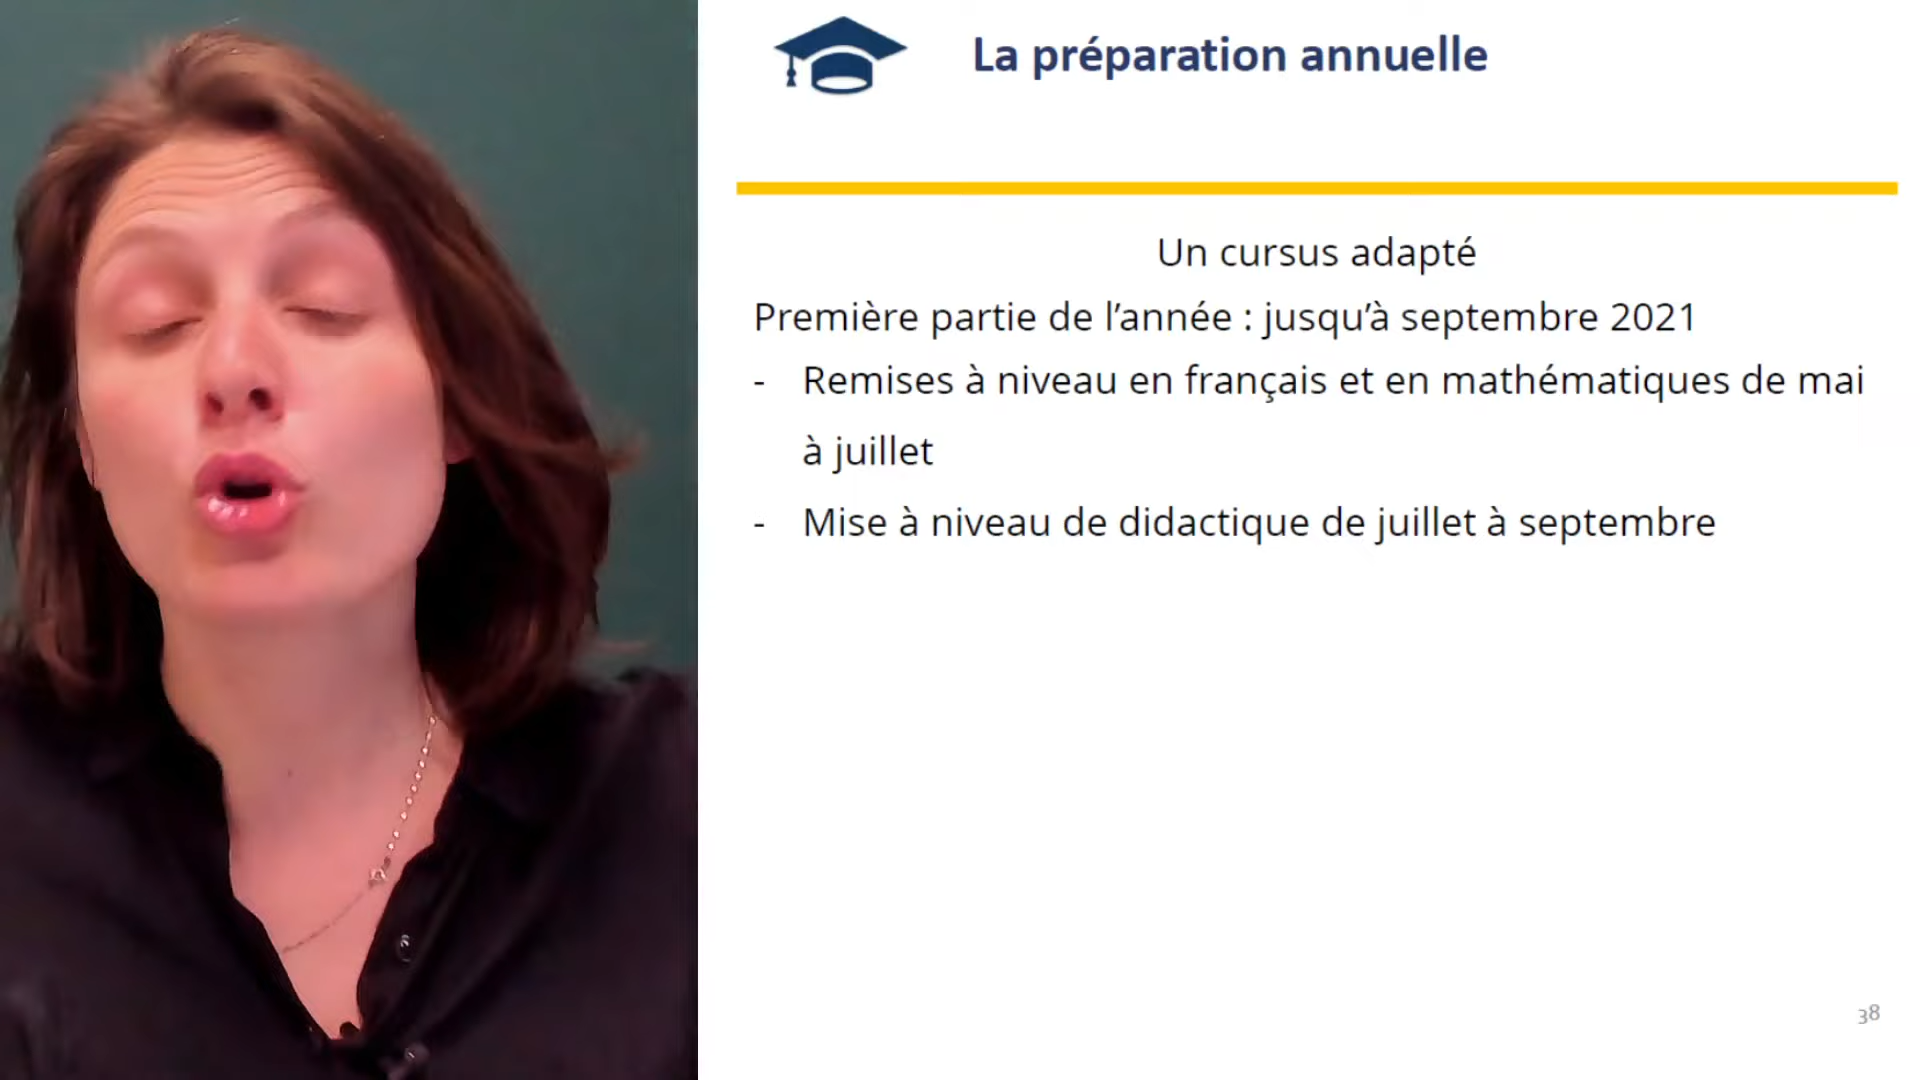 La préparation annuelle
Un cursus adapté
Première partie de l’année : jusqu’à septembre 2021
- Remises à niveau en français et en mathématiques de mai
à juillet
- Mise à niveau de didactique de juillet à septembre
38